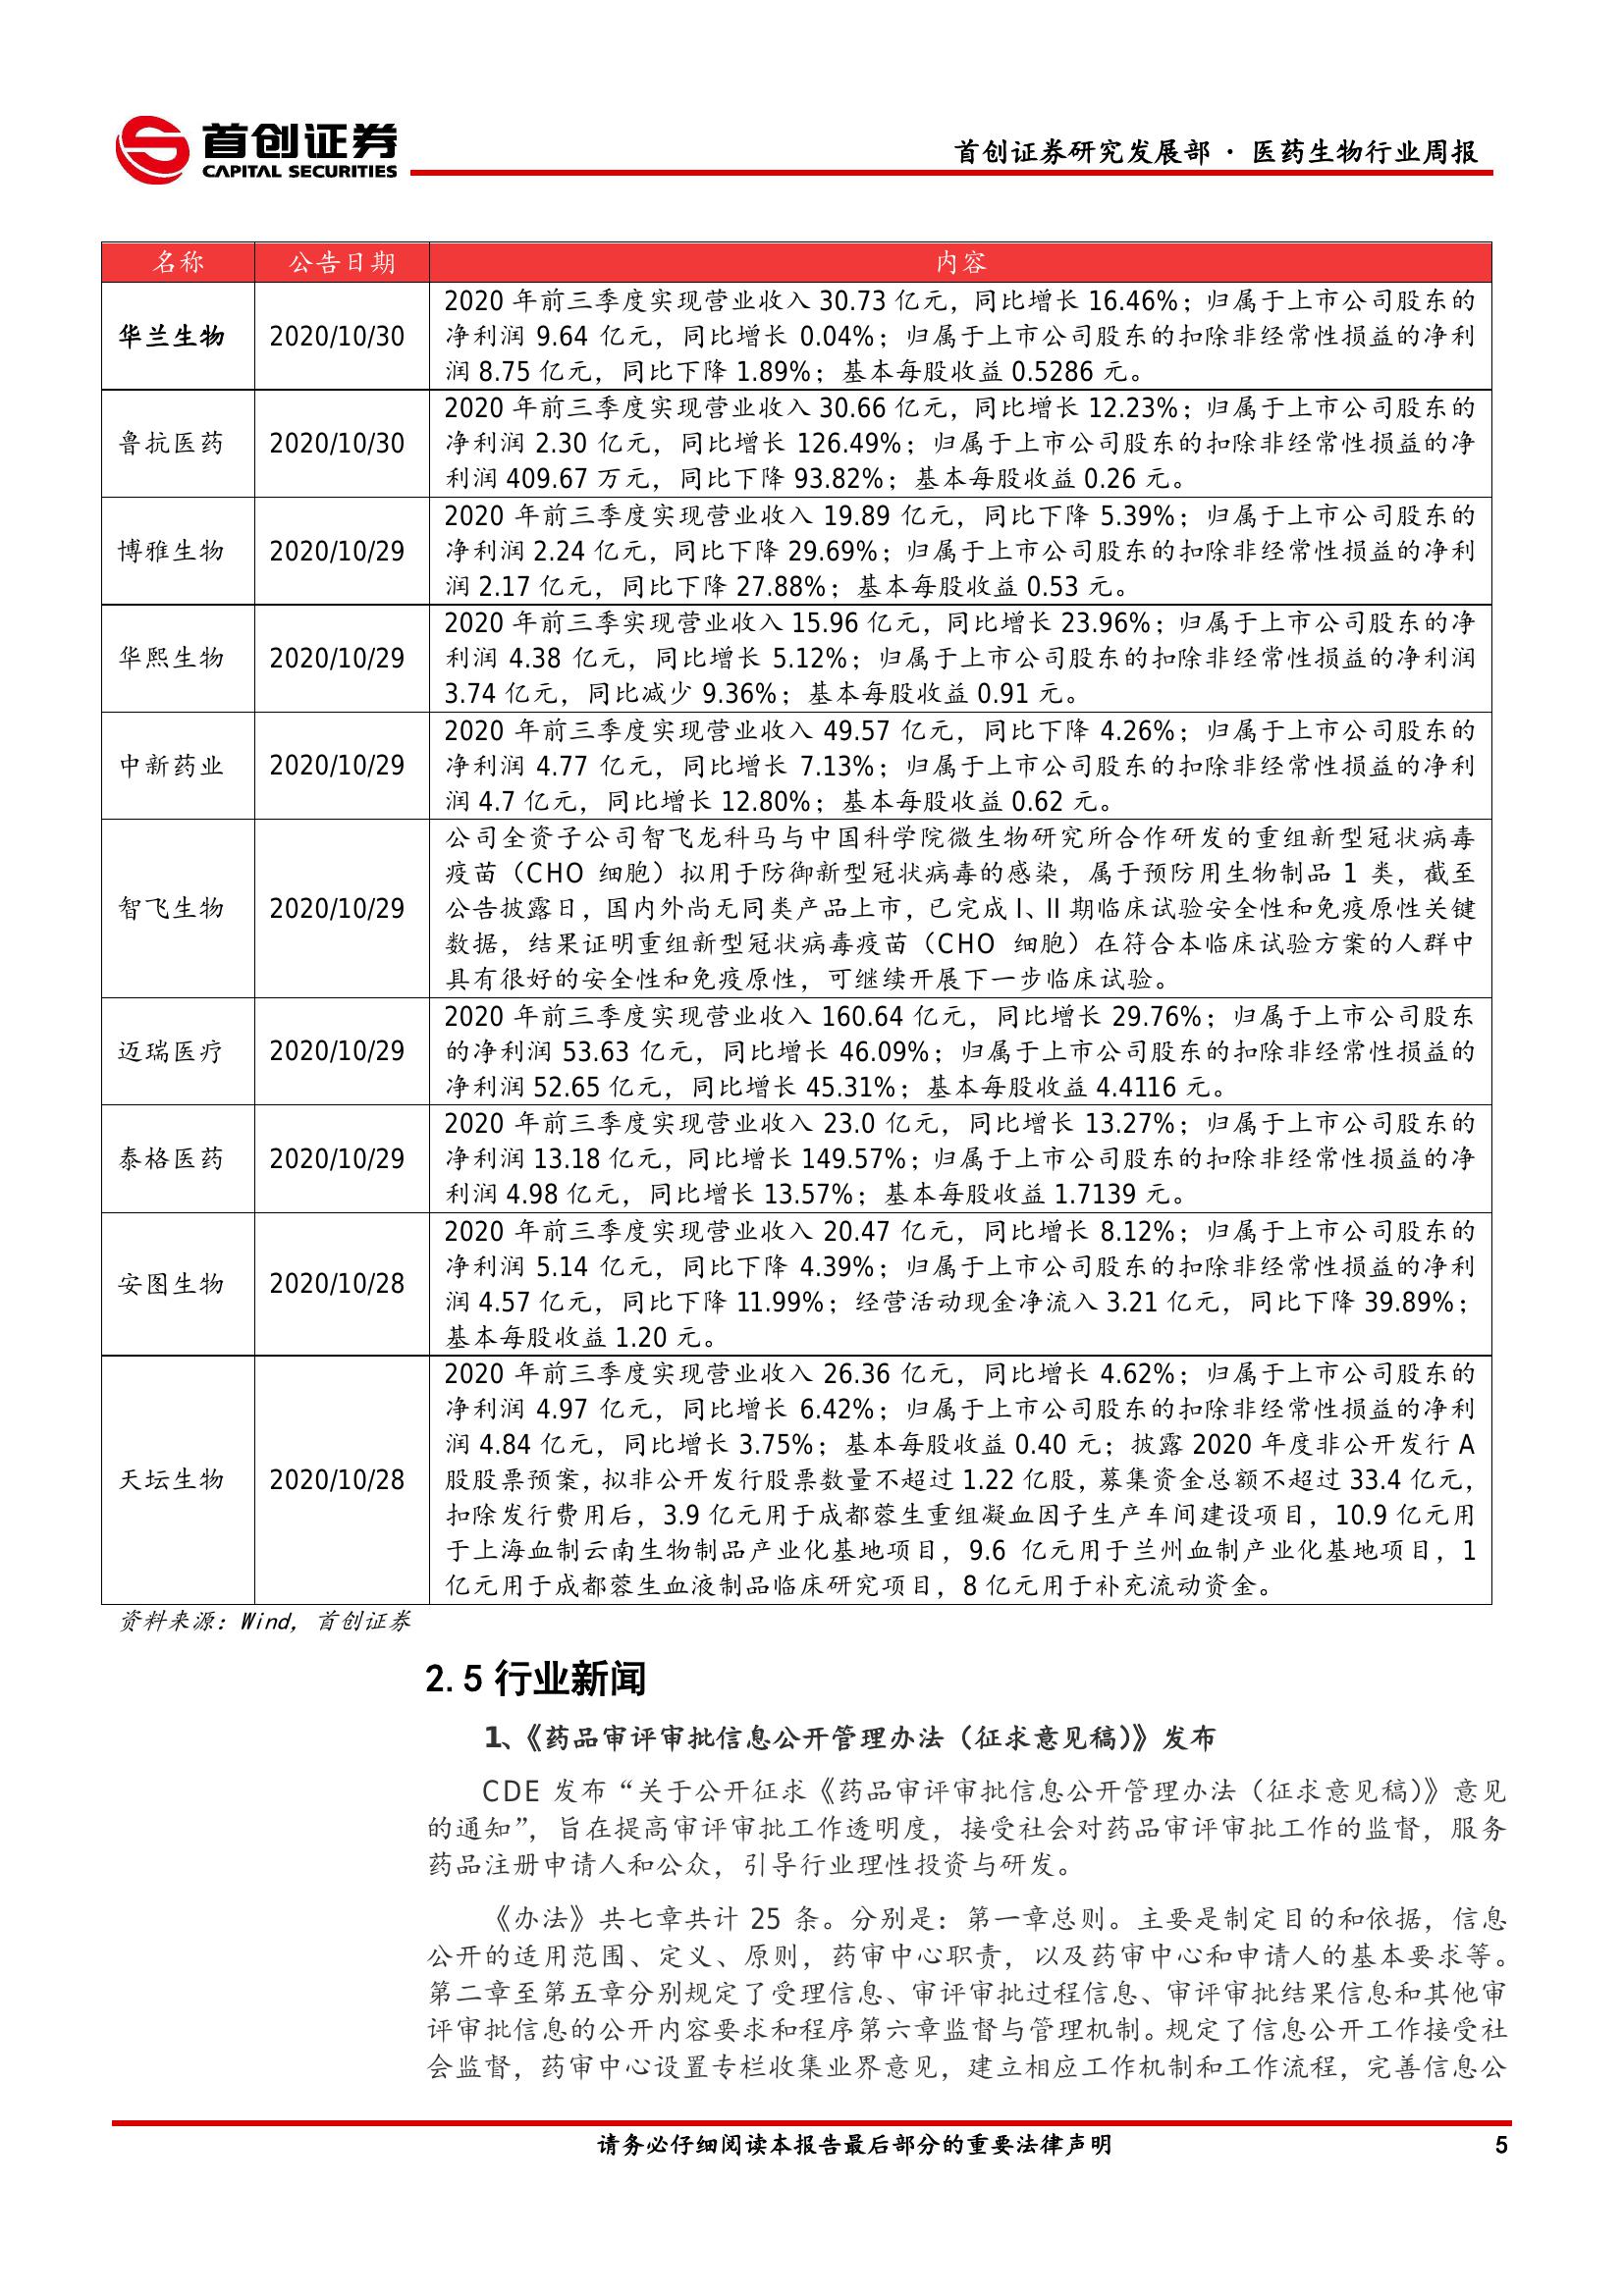 首创证券
CAPITAL SECURITIES
首创证券研究发展部 · 医药生物行业周报
名称 公告日期 内容
华兰生物 2020/10/30
2020 年前三季度实现营业收入 30.73 亿元，同比增长 16.46%；归属于上市公司股东的
净利润 9.64 亿元，同比增长 0.04%；归属于上市公司股东的扣除非经常性损益的净利
润 8.75 亿元，同比下降 1.89%；基本每股收益 0.5286 元。
鲁抗医药 2020/10/30
2020 年前三季度实现营业收入 30.66 亿元，同比增长 12.23%；归属于上市公司股东的
净利润 2.30 亿元，同比增长 126.49%；归属于上市公司股东的扣除非经常性损益的净
利润 409.67 万元，同比下降 93.82%；基本每股收益 0.26 元。
博雅生物 2020/10/29
2020 年前三季度实现营业收入 19.89 亿元，同比下降 5.39%；归属于上市公司股东的
净利润 2.24 亿元，同比下降 29.69%；归属于上市公司股东的扣除非经常性损益的净利
润 2.17 亿元，同比下降 27.88%；基本每股收益 0.53 元。
华熙生物 2020/10/29
2020 年前三季实现营业收入 15.96 亿元，同比增长 23.96%；归属于上市公司股东的净
利润 4.38 亿元，同比增长 5.12%；归属于上市公司股东的扣除非经常性损益的净利润
3.74 亿元，同比减少 9.36%；基本每股收益 0.91 元。
中新药业 2020/10/29
2020 年前三季度实现营业收入 49.57 亿元，同比下降 4.26%；归属于上市公司股东的
净利润 4.77 亿元，同比增长 7.13%；归属于上市公司股东的扣除非经常性损益的净利
润 4.7 亿元，同比增长 12.80%；基本每股收益 0.62 元。
智飞生物 2020/10/29
公司全资子公司智飞龙科马与中国科学院微生物研究所合作研发的重组新型冠状病毒
疫苗（CHO 细胞）拟用于防御新型冠状病毒的感染，属于预防用生物制品 1 类，截至
公告披露日，国内外尚无同类产品上市，已完成 I、II 期临床试验安全性和免疫原性关键
数据，结果证明重组新型冠状病毒疫苗（CHO 细胞）在符合本临床试验方案的人群中
具有很好的安全性和免疫原性，可继续开展下一步临床试验。
迈瑞医疗 2020/10/29
2020 年前三季度实现营业收入 160.64 亿元，同比增长 29.76%；归属于上市公司股东
的净利润 53.63 亿元，同比增长 46.09%；归属于上市公司股东的扣除非经常性损益的
净利润 52.65 亿元，同比增长 45.31%；基本每股收益 4.4116 元。
泰格医药 2020/10/29
2020 年前三季度实现营业收入 23.0 亿元，同比增长 13.27%；归属于上市公司股东的
净利润 13.18 亿元，同比增长 149.57%；归属于上市公司股东的扣除非经常性损益的净
利润 4.98 亿元，同比增长 13.57%；基本每股收益 1.7139 元。
安图生物 2020/10/28
2020 年前三季度实现营业收入 20.47 亿元，同比增长 8.12%；归属于上市公司股东的
净利润 5.14 亿元，同比下降 4.39%；归属于上市公司股东的扣除非经常性损益的净利
润 4.57 亿元，同比下降 11.99%；经营活动现金净流入 3.21 亿元，同比下降 39.89%；
基本每股收益 1.20 元。
天坛生物 2020/10/28
2020 年前三季度实现营业收入 26.36 亿元，同比增长 4.62%；归属于上市公司股东的
净利润 4.97 亿元，同比增长 6.42%；归属于上市公司股东的扣除非经常性损益的净利
润 4.84 亿元，同比增长 3.75%；基本每股收益 0.40 元；披露 2020 年度非公开发行 A
股股票预案，拟非公开发行股票数量不超过 1.22 亿股，募集资金总额不超过 33.4 亿元，
扣除发行费用后，3.9 亿元用于成都蓉生重组凝血因子生产车间建设项目，10.9 亿元用
于上海血制云南生物制品产业化基地项目，9.6 亿元用于兰州血制产业化基地项目，1
亿元用于成都蓉生血液制品临床研究项目，8 亿元用于补充流动资金。
资料来源：Wind，首创证券
2.5 行业新闻
1、《药品审评审批信息公开管理办法（征求意见稿）》发布
CDE 发布“关于公开征求《药品审评审批信息公开管理办法（征求意见稿）》意见
的通知”，旨在提高审评审批工作透明度，接受社会对药品审评审批工作的监督，服务
药品注册申请人和公众，引导行业理性投资与研发。
《办法》共七章共计 25 条。分别是：第一章总则。主要是制定目的和依据，信息
公开的适用范围、定义、原则，药审中心职责，以及药审中心和申请人的基本要求等。
第二章至第五章分别规定了受理信息、审评审批过程信息、审评审批结果信息和其他审
评审批信息的公开内容要求和程序第六章监督与管理机制。规定了信息公开工作接受社
会监督，药审中心设置专栏收集业界意见，建立相应工作机制和工作流程，完善信息公
请务必仔细阅读本报告最后部分的重要法律声明 5